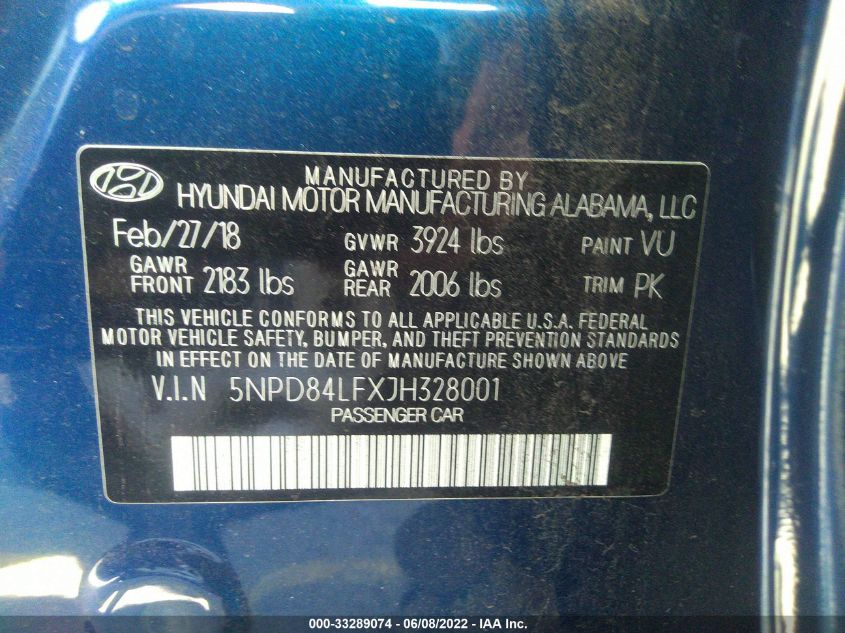 MANUFACTURED BY
HYUNDAI MOTOR MANUFACTURING ALABAMA, LLC
Feb/27/18 GVWR 3924 lbs PAINT VU
GAWR FRONT 2183 lbs GAWR REAR 2006 lbs TRIM PK
THIS VEHICLE CONFORMS TO ALL APPLICABLE U.S.A. FEDERAL
MOTOR VEHICLE SAFETY, BUMPER, AND THEFT PREVENTION STANDARDS
IN EFFECT ON THE DATE OF MANUFACTURE SHOWN ABOVE
V.I.N 5NPD84LFXJH328001
PASSENGER CAR
000-33289074 - 06/08/2022 - IAA Inc.